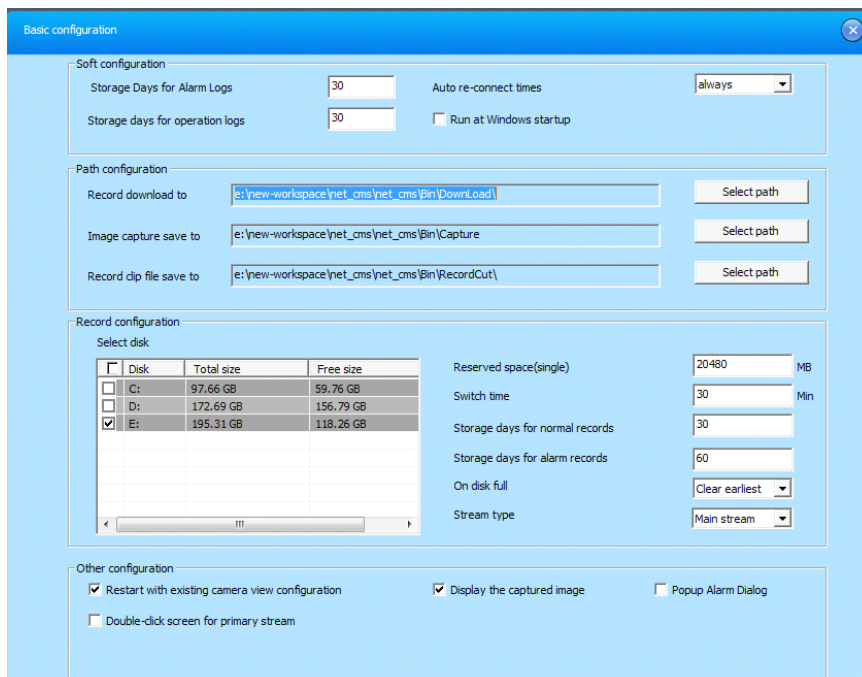 Basic configuration
Soft configuration
Storage Days for Alarm Logs 30 Auto re-connect times always
Storage days for operation logs 30 Run at Windows startup
Path configuration
Record download to e:\new-workspace\net_cms\net_cms\Bin\DownLoad\ Select path
Image capture save to e:\new-workspace\net_cms\net_cms\Bin\Capture Select path
Record clip file save to e:\new-workspace\net_cms\net_cms\Bin\RecordCut\ Select path
Record configuration
Select disk
Disk Total size Free size
C: 97.66 GB 59.76 GB
D: 172.69 GB 156.79 GB
E: 195.31 GB 118.26 GB
Reserved space(single) 20480 MB
Switch time 30 Min
Storage days for normal records 30
Storage days for alarm records 60
On disk full Clear earliest
Stream type Main stream
Other configuration
Restart with existing camera view configuration Display the captured image Popup Alarm Dialog
Double-click screen for primary stream